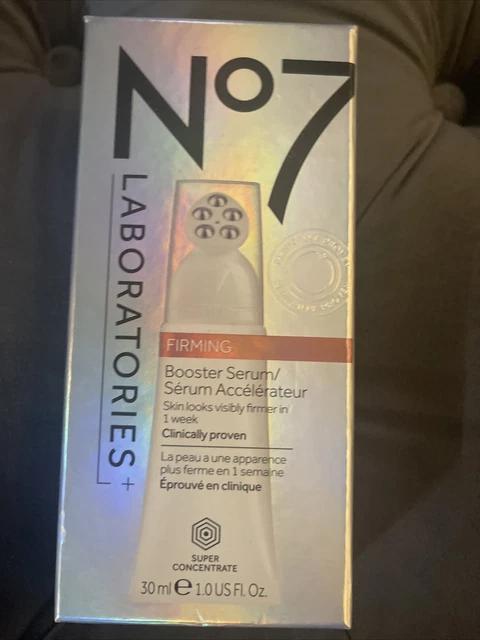 No7
LABORATORIES+
FIRMING
Booster Serum/
Sérum Accélérateur
Skin looks visibly firmer in
1 week
Clinically proven
La peau a une apparence
plus ferme en 1 semaine
Éprouvé en clinique
SUPER
CONCENTRATE
30 ml e 1.0 US Fl. Oz.